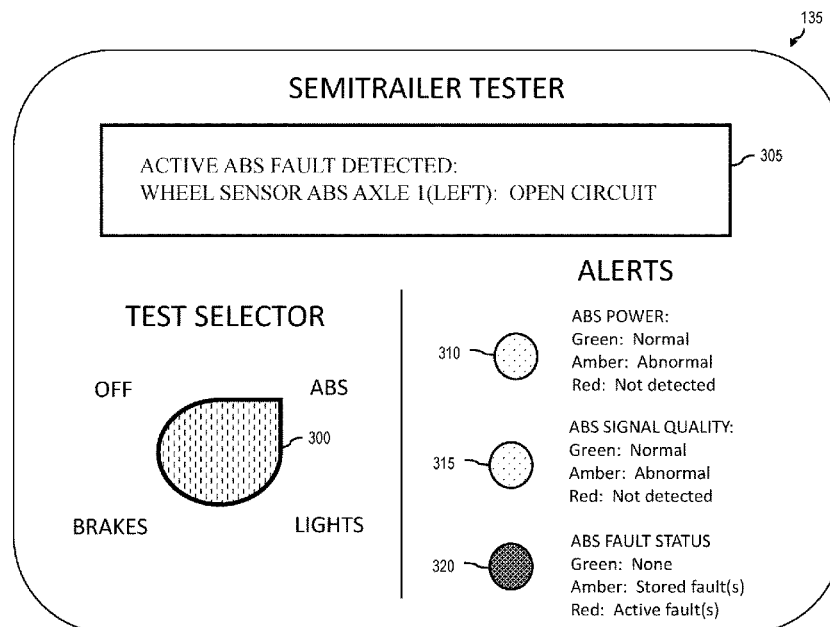 135
SEMITRAILER TESTER
ACTIVE ABS FAULT DETECTED:
WHEEL SENSOR ABS AXLE 1(LEFT): OPEN CIRCUIT
305
TEST SELECTOR
OFF
ABS
300
BRAKES
LIGHTS
ALERTS
310
ABS POWER:
Green: Normal
Amber: Abnormal
Red: Not detected
315
ABS SIGNAL QUALITY:
Green: Normal
Amber: Abnormal
Red: Not detected
320
ABS FAULT STATUS
Green: None
Amber: Stored fault(s)
Red: Active fault(s)